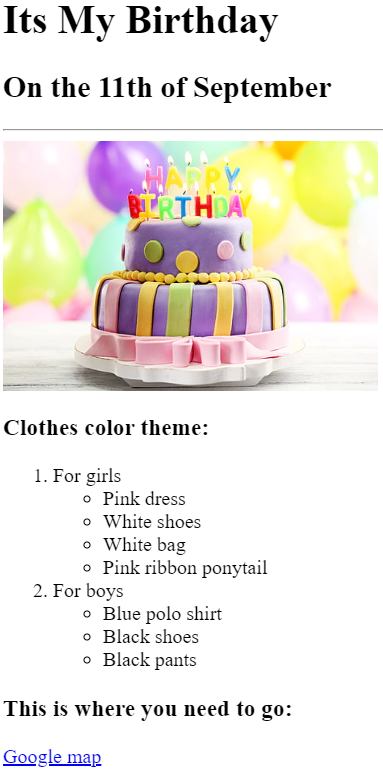 Its My Birthday
On the 11th of September
HAPPY
BIRTHDAY
Clothes color theme:
1. For girls
○ Pink dress
○ White shoes
○ White bag
○ Pink ribbon ponytail
2. For boys
○ Blue polo shirt
○ Black shoes
○ Black pants
This is where you need to go:
Google map